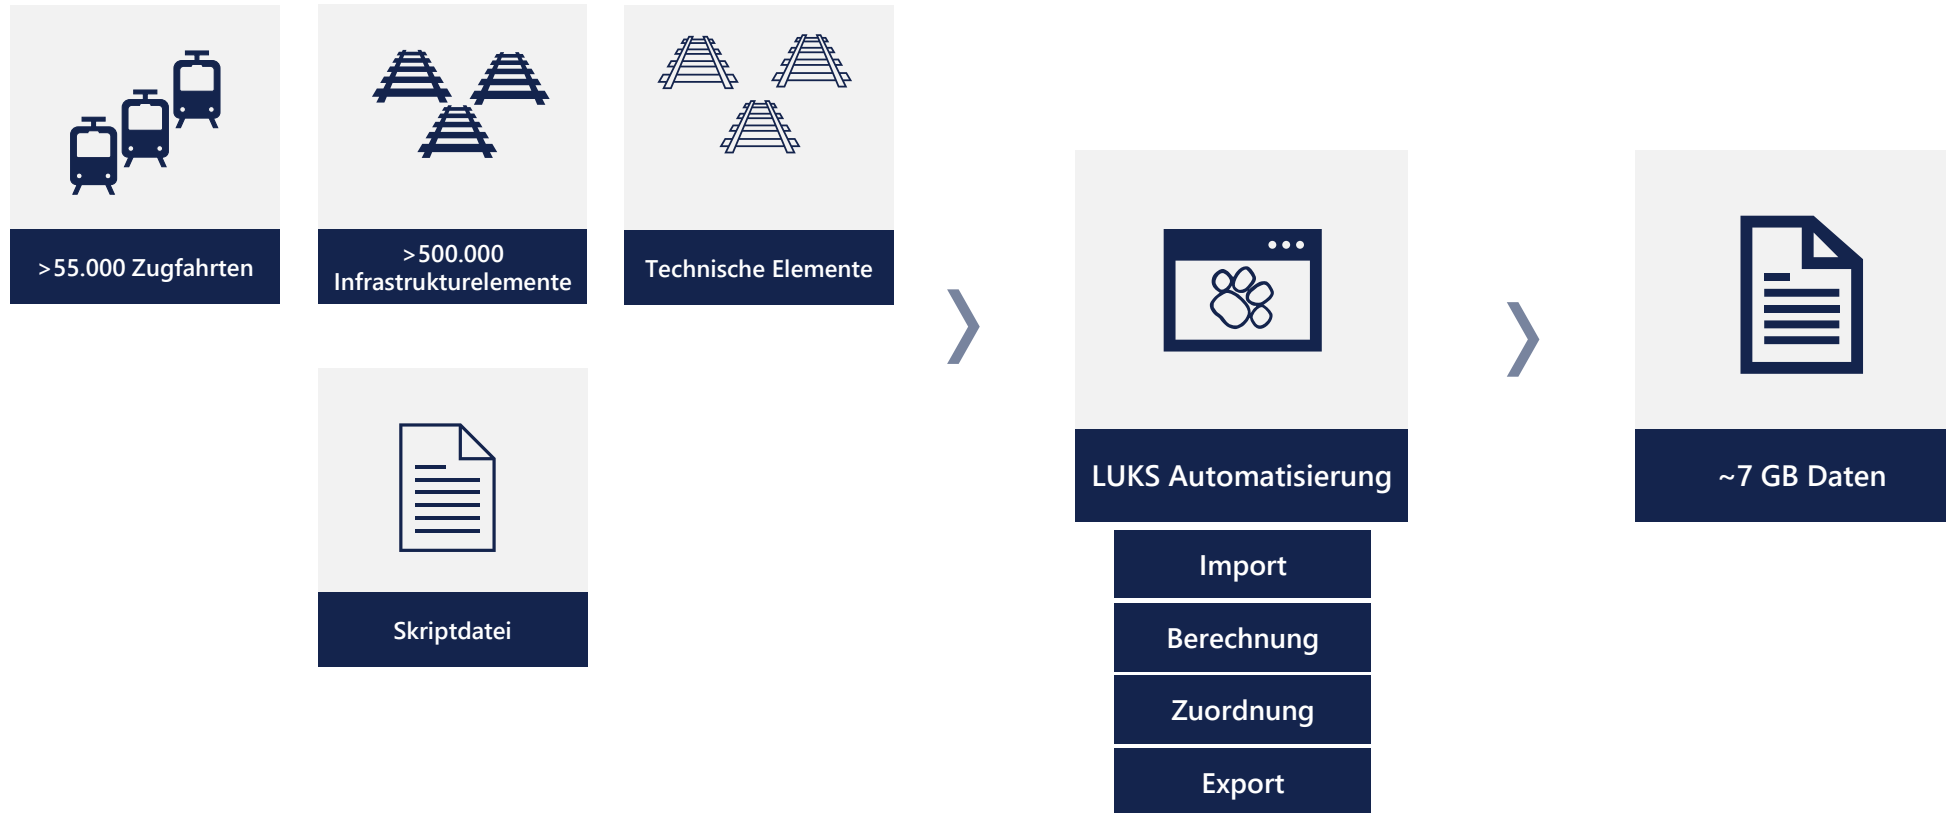 >55.000 Zugfahrten
>500.000
Infrastrukturelemente
Technische Elemente
Skriptdatei
LUKS Automatisierung
Import
Berechnung
Zuordnung
Export
~7 GB Daten